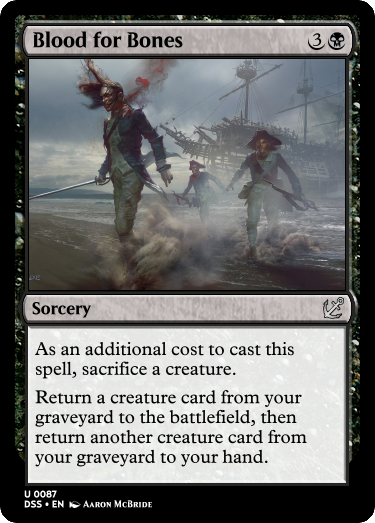 Blood for Bones 3
Sorcery
As an additional cost to cast this
spell, sacrifice a creature.
Return a creature card from your
graveyard to the battlefield, then
return another creature card from
your graveyard to your hand.
U 0087
DSS • EN Aaron McBride